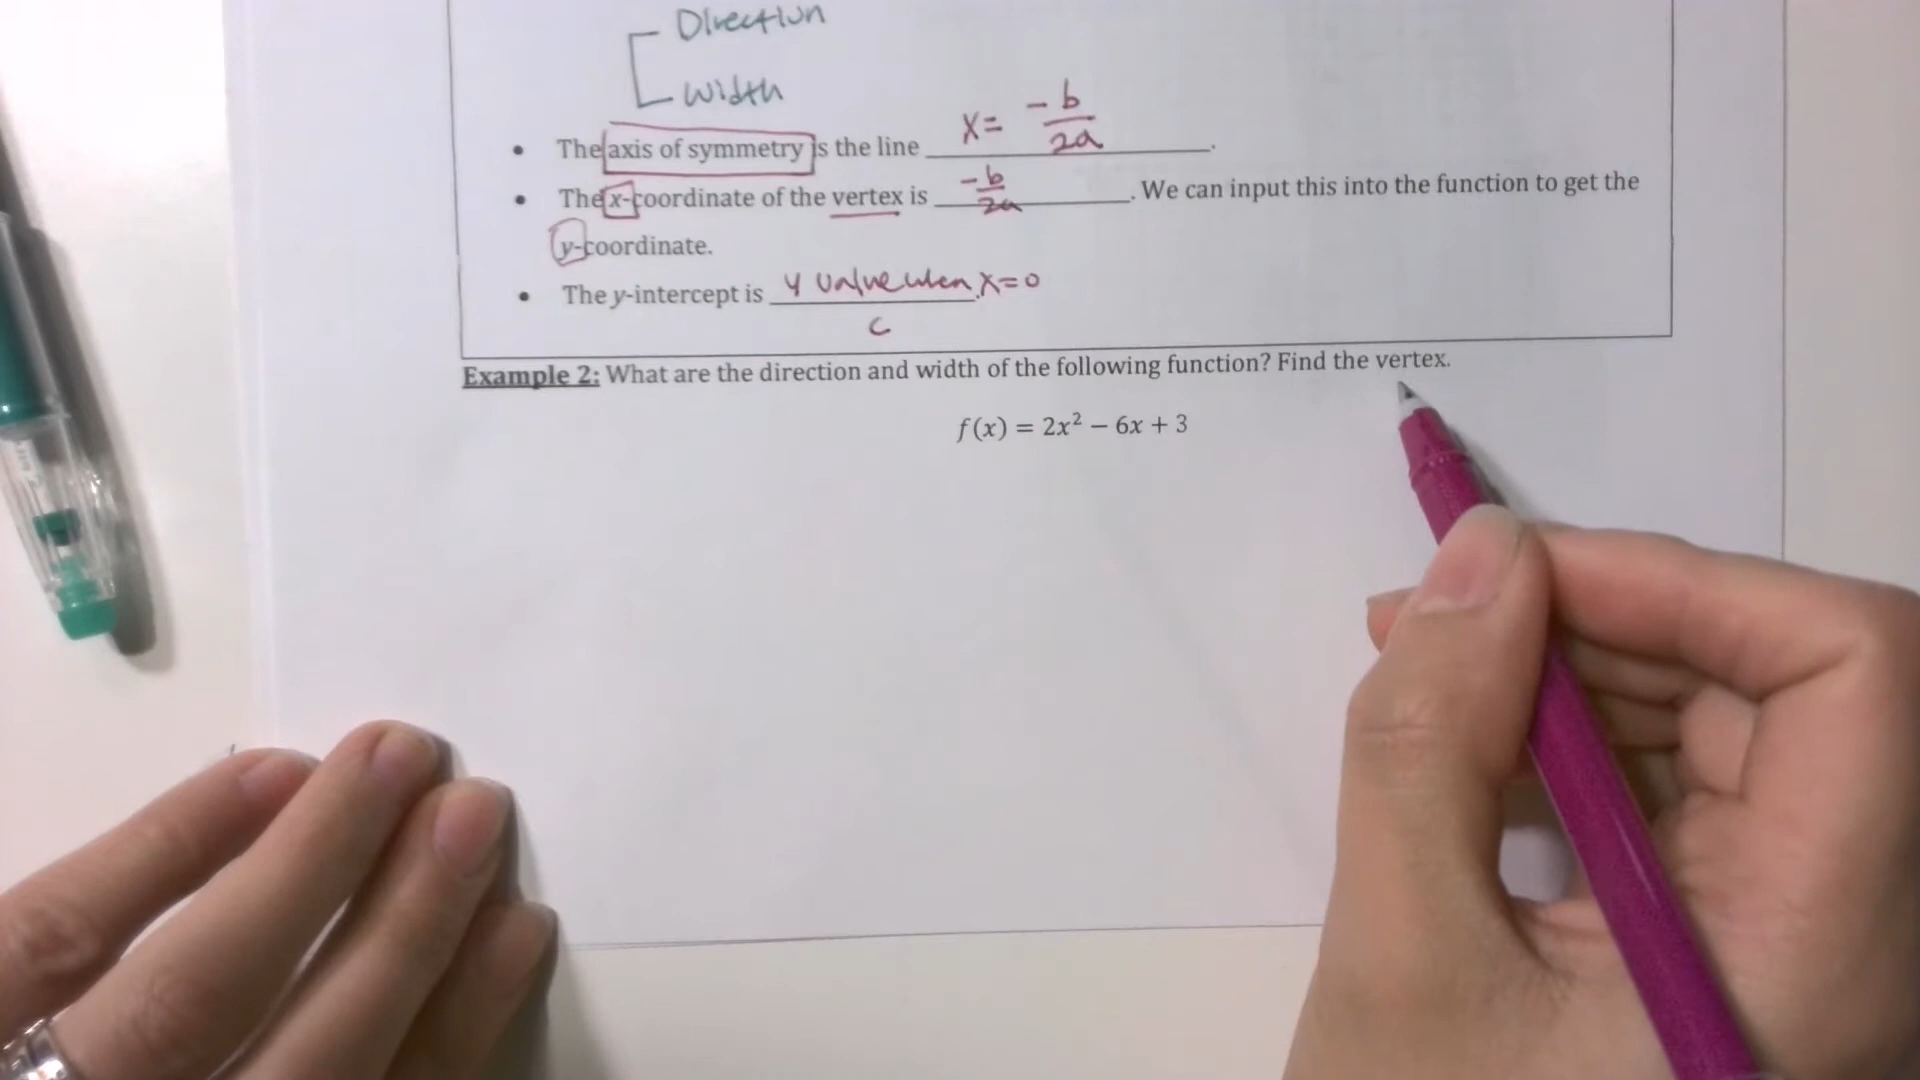 Direction
Width
• The axis of symmetry is the line x = -b/2a.
• The x-coordinate of the vertex is -b/2a. We can input this into the function to get the
y-coordinate.
• The y-intercept is y value when x=0.
c
Example 2: What are the direction and width of the following function? Find the vertex.
f(x) = 2x² − 6x + 3